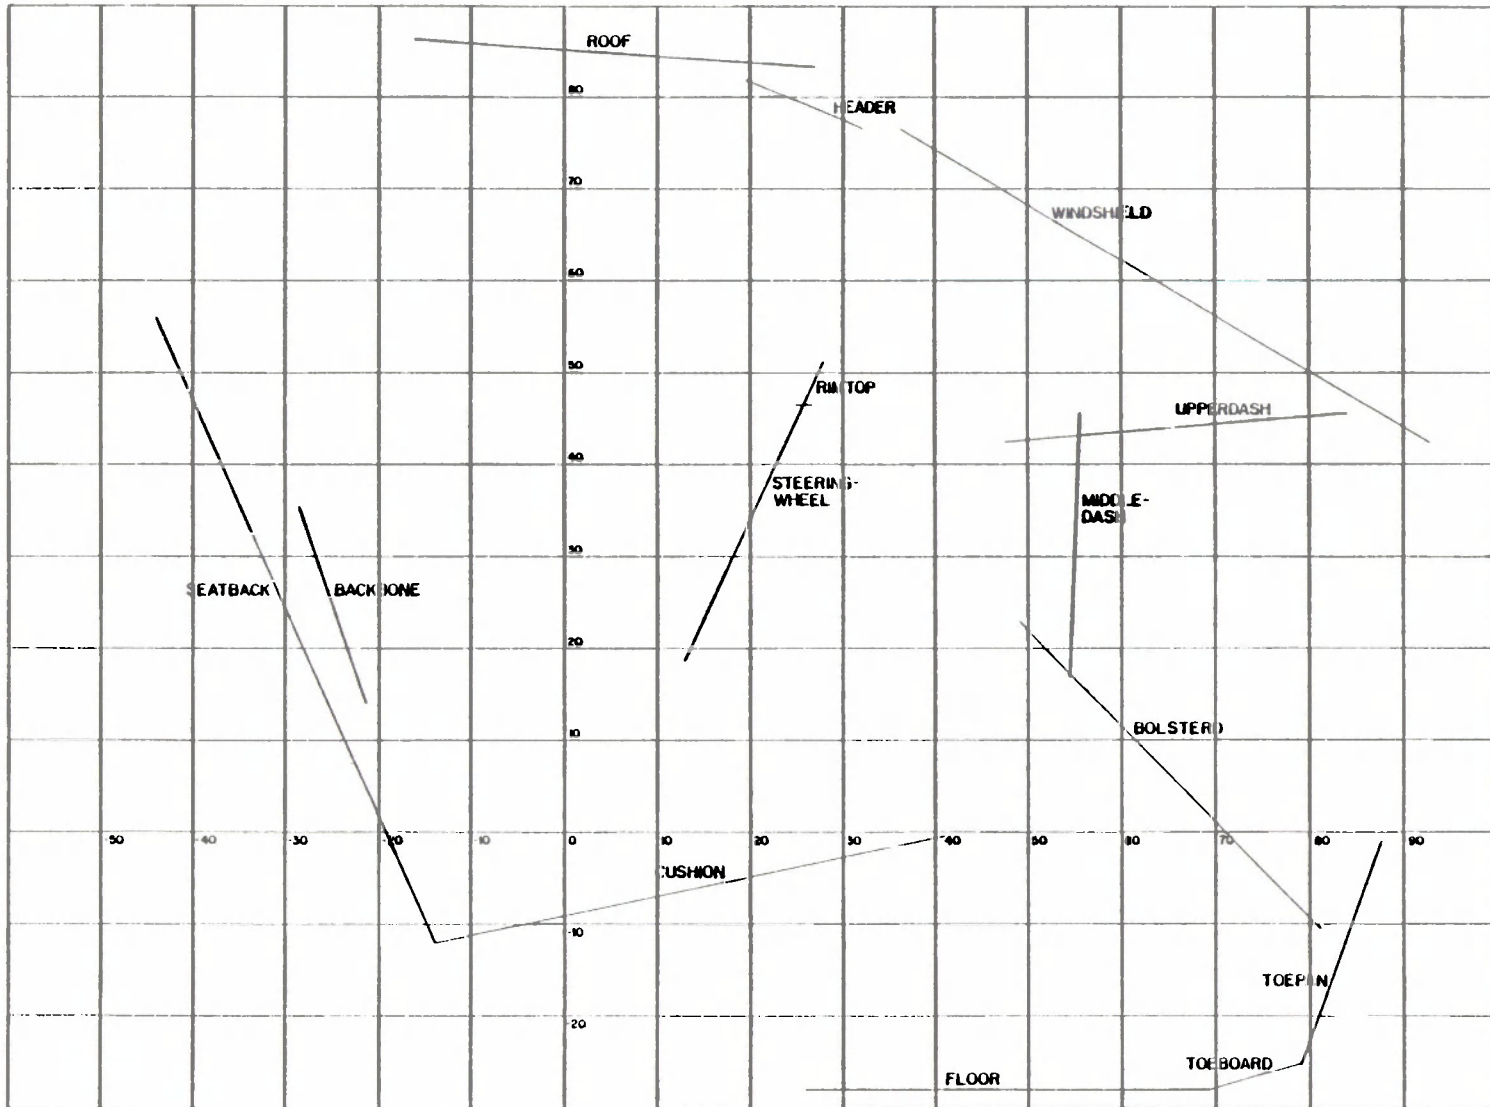 ROOF
80
HEADER
70
WINDSHIELD
60
50
RIMTOP
UPPERDASH
40
STEERING-
WHEEL
MIDDLE-
DASH
30
SEATBACK
BACKBONE
20
10
BOLSTERD
-50 -40 -30 -20 -10 0 10 20 30 40 50 60 70 80 90
CUSHION
-10
TOEPAN
-20
TOEBOARD
FLOOR